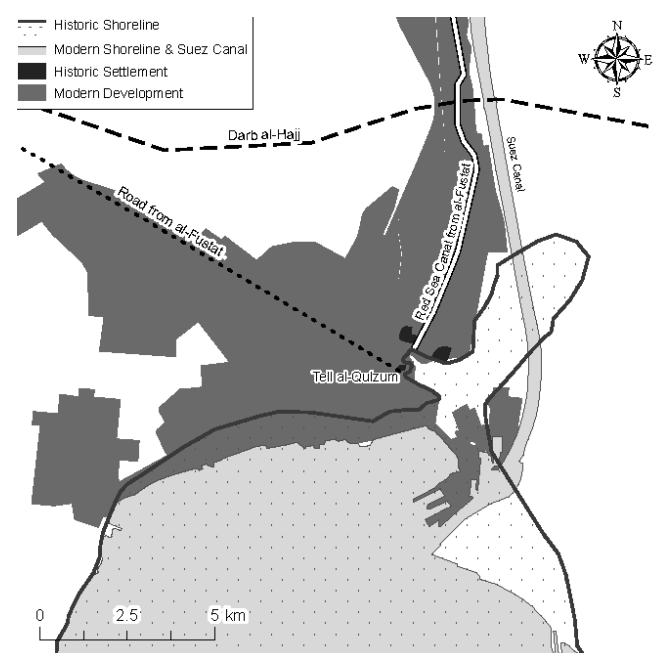 Historic Shoreline
Modern Shoreline & Suez Canal
Historic Settlement
Modern Development
N
W
E
S
Darb al-Hajj
Suez Canal
Road from al-Fustat
Red Sea Canal from al-Fustat
Tell al-Qulzum
0 2.5 5 km